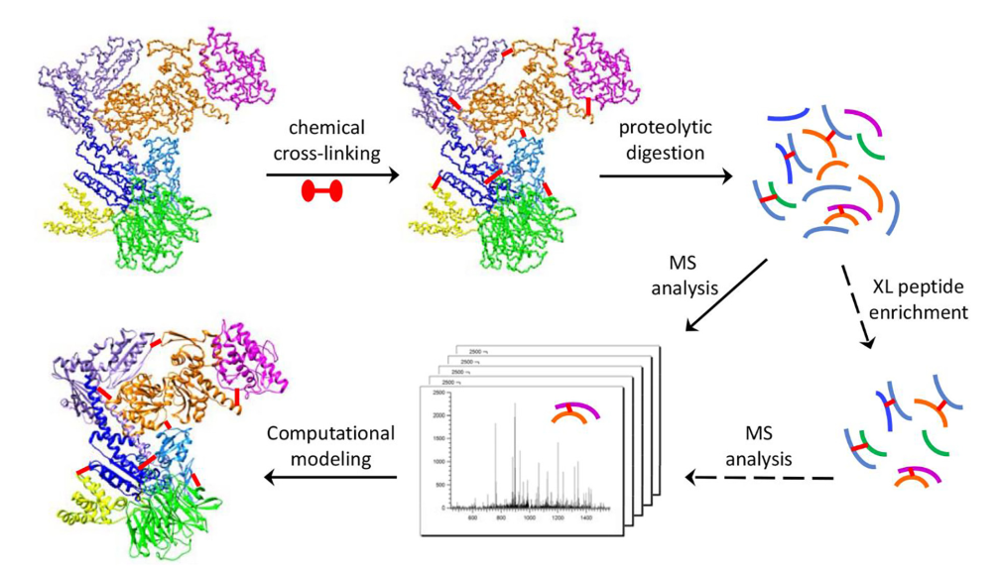 chemical
cross-linking
proteolytic
digestion
MS
analysis
XL peptide
enrichment
2500
2500
2500
2500
2500
2000
1500
1000
500
0
600
800
1000
1200
1400
Computational
modeling
MS
analysis